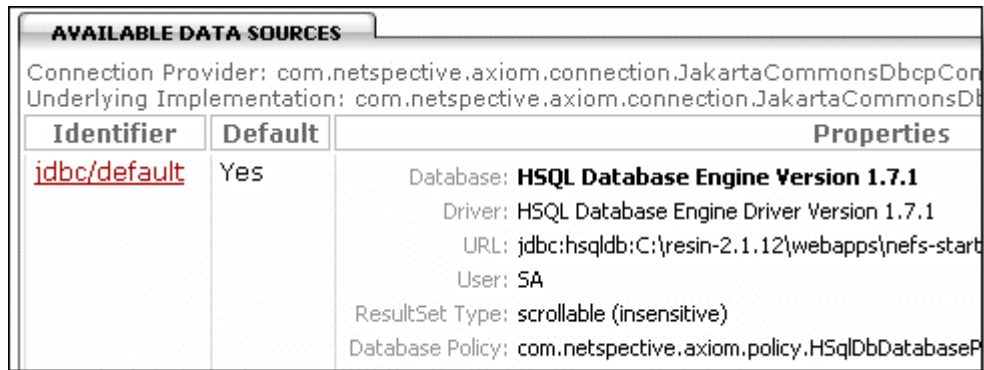 AVAILABLE DATA SOURCES
Connection Provider: com.netspective.axiom.connection.JakartaCommonsDbcpCon
Underlying Implementation: com.netspective.axiom.connection.JakartaCommonsDb
Identifier Default Properties
jdbc/default Yes Database: HSQL Database Engine Version 1.7.1
Driver: HSQL Database Engine Driver Version 1.7.1
URL: jdbc:hsqldb:C:\resin-2.1.12\webapps\nefs-start
User: SA
ResultSet Type: scrollable (insensitive)
Database Policy: com.netspective.axiom.policy.HSqlDbDatabaseP